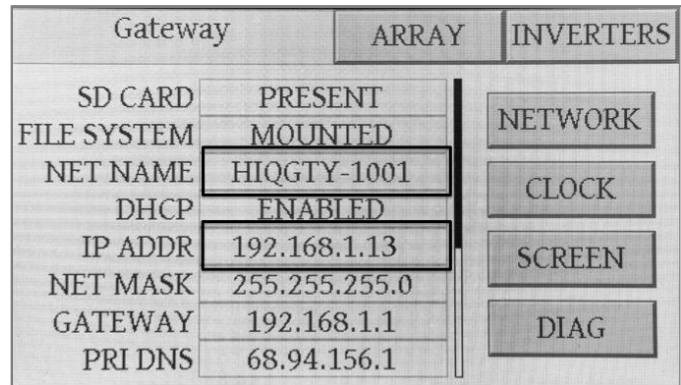 Gateway ARRAY INVERTERS
SD CARD PRESENT
FILE SYSTEM MOUNTED
NET NAME HIQGTY-1001
DHCP ENABLED
IP ADDR 192.168.1.13
NET MASK 255.255.255.0
GATEWAY 192.168.1.1
PRI DNS 68.94.156.1
NETWORK
CLOCK
SCREEN
DIAG